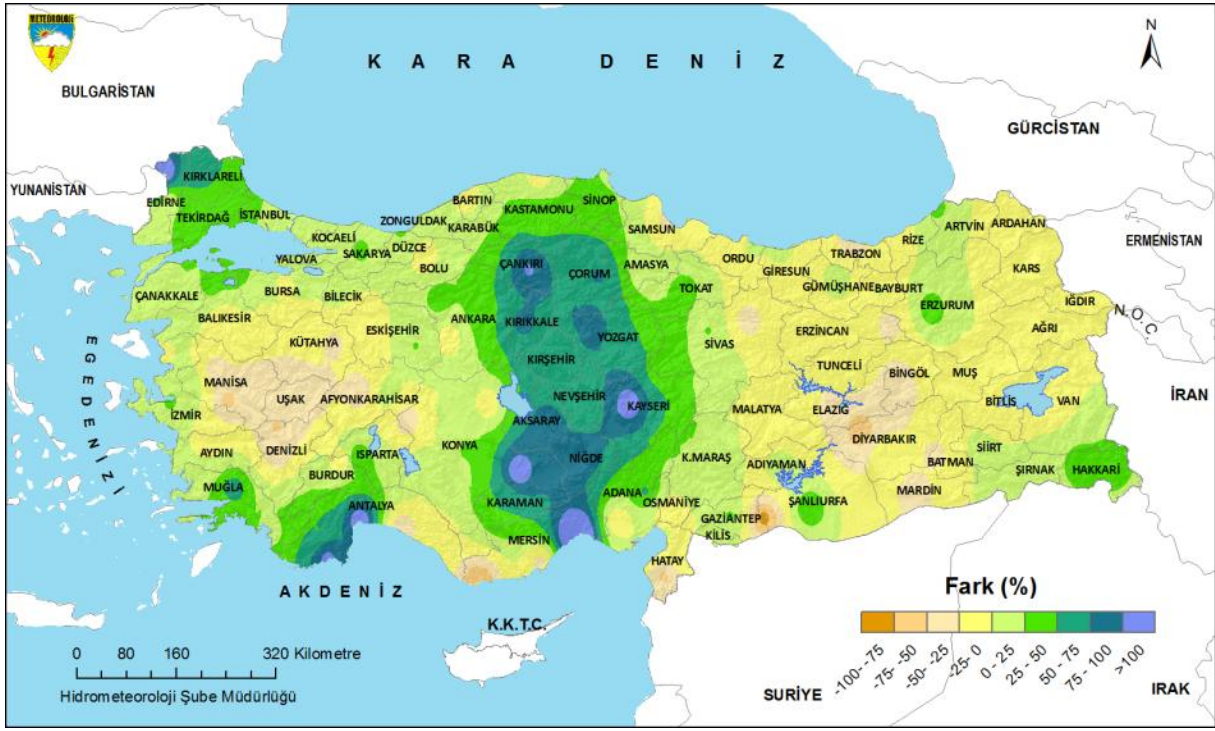 METEOROLOJİ
N
K A R A D E N İ Z
BULGARİSTAN
GÜRCİSTAN
KIRKLARELİ
YUNANİSTAN
EDİRNE
TEKİRDAĞ
İSTANBUL
KOCAELİ
YALOVA
SAKARYA
ZONGULDAK
DÜZCE
BARTIN
KARABÜK
BOLU
KASTAMONU
SİNOP
SAMSUN
ÇANKIRI
ÇORUM
AMASYA
TOKAT
ORDU
GİRESUN
TRABZON
GÜMÜŞHANE
BAYBURT
RİZE
ARTVİN
ARDAHAN
KARS
ERMENİSTAN
IĞDIR
N.O.C.
AĞRI
ERZURUM
ERZİNCAN
ÇANAKKALE
BALIKESİR
BURSA
BİLECİK
ESKİŞEHİR
KÜTAHYA
ANKARA
KIRIKKALE
YOZGAT
SİVAS
KIRŞEHİR
TUNCELİ
BİNGÖL
MUŞ
BİTLİS
VAN
İRAN
EGE DENİZİ
MANİSA
UŞAK
AFYONKARAHİSAR
İZMİR
NEVŞEHİR
KAYSERİ
AKSARAY
MALATYA
ELAZIĞ
DİYARBAKIR
AYDIN
DENİZLİ
ISPARTA
BURDUR
KONYA
NİĞDE
K.MARAŞ
ADIYAMAN
BATMAN
SİİRT
ŞIRNAK
HAKKARİ
MUĞLA
ANTALYA
KARAMAN
ADANA
OSMANİYE
GAZİANTEP
ŞANLIURFA
MARDİN
KİLİS
MERSİN
HATAY
A K D E N İ Z
K.K.T.C.
Fark (%)
-100--75
-75--50
-50--25
-25- 0
0 - 25
25 - 50
50 - 75
75 - 100
>100
0 80 160 320 Kilometre
Hidrometeoroloji Şube Müdürlüğü
SURİYE
IRAK